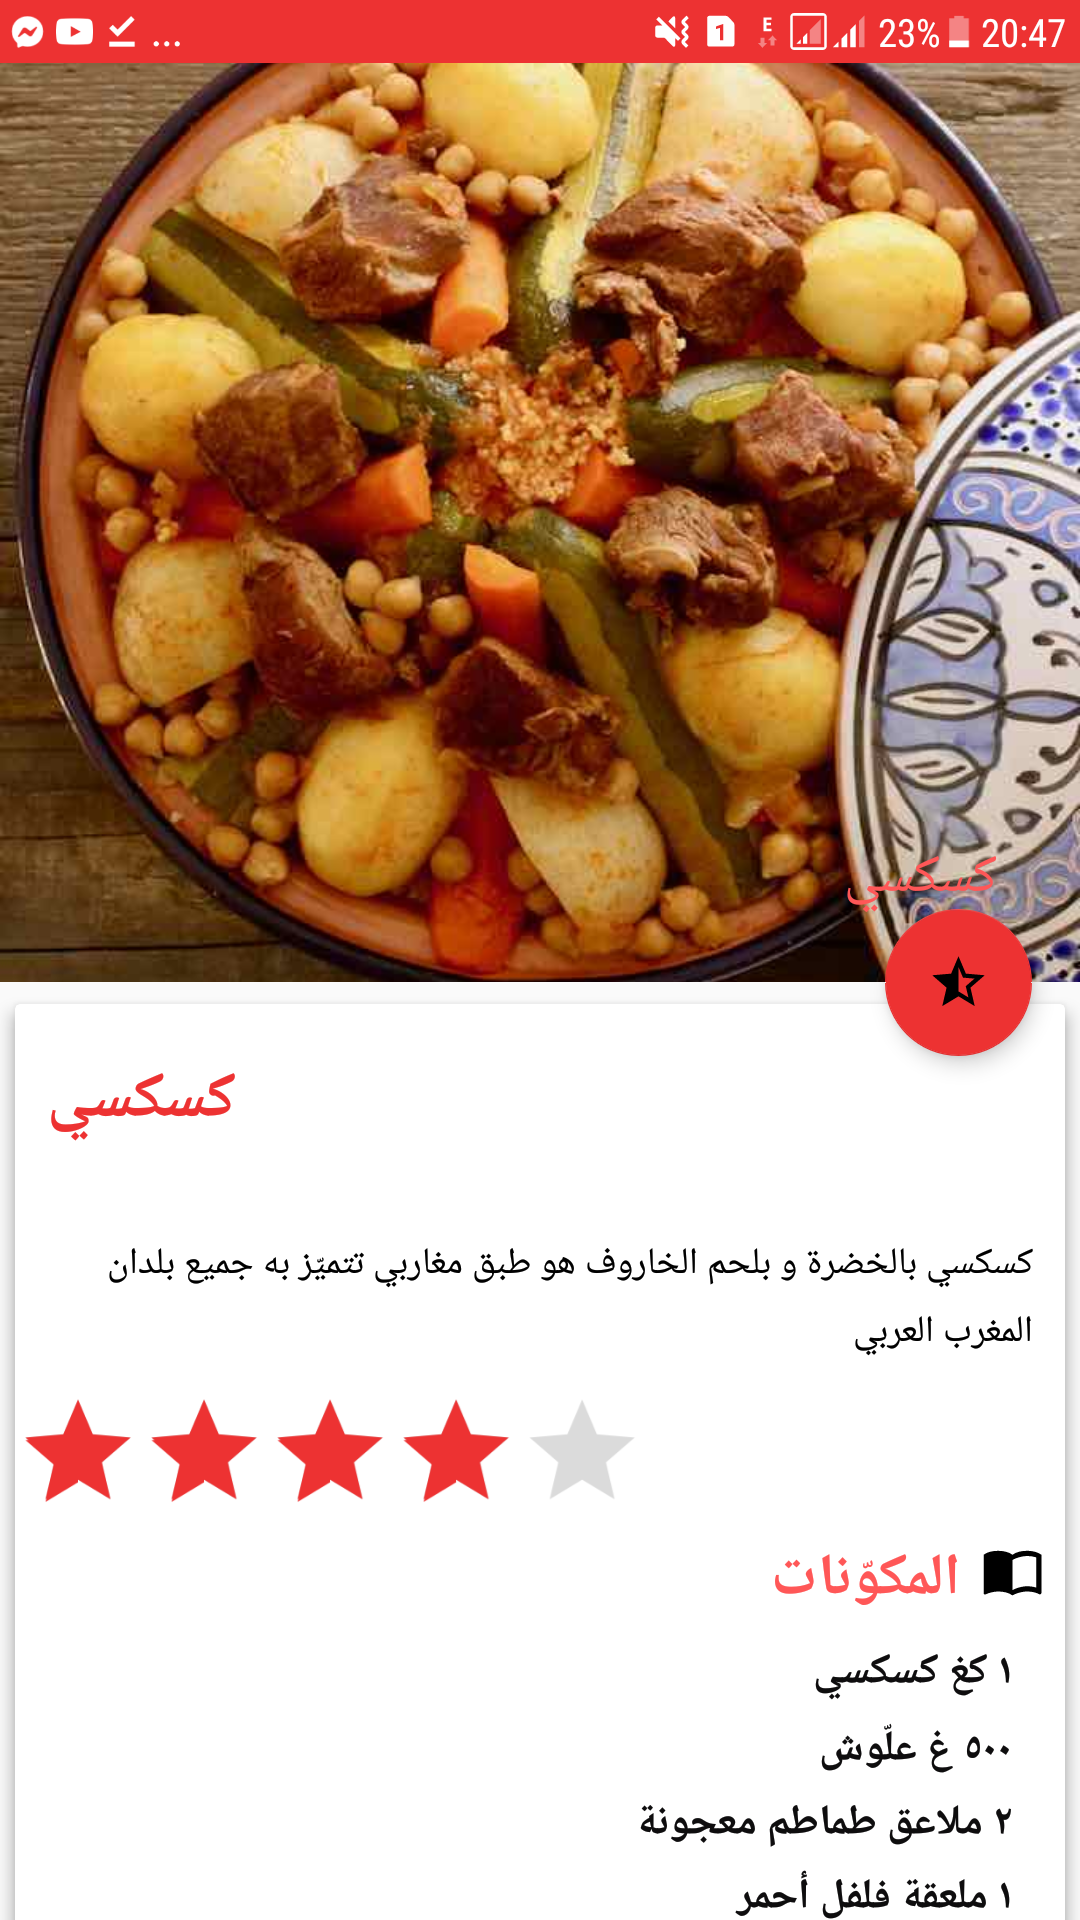 ... 1 E 23% 20:47
كسكسي
كسكسي
كسكسي بالخضرة و بلحم الخاروف هو طبق مغاربي تتميّز به جميع بلدان
المغرب العربي
المكوّنات
١ كغ كسكسي
٥٠٠ غ علّوش
٢ ملاعق طماطم معجونة
١ ملعقة فلفل أحمر